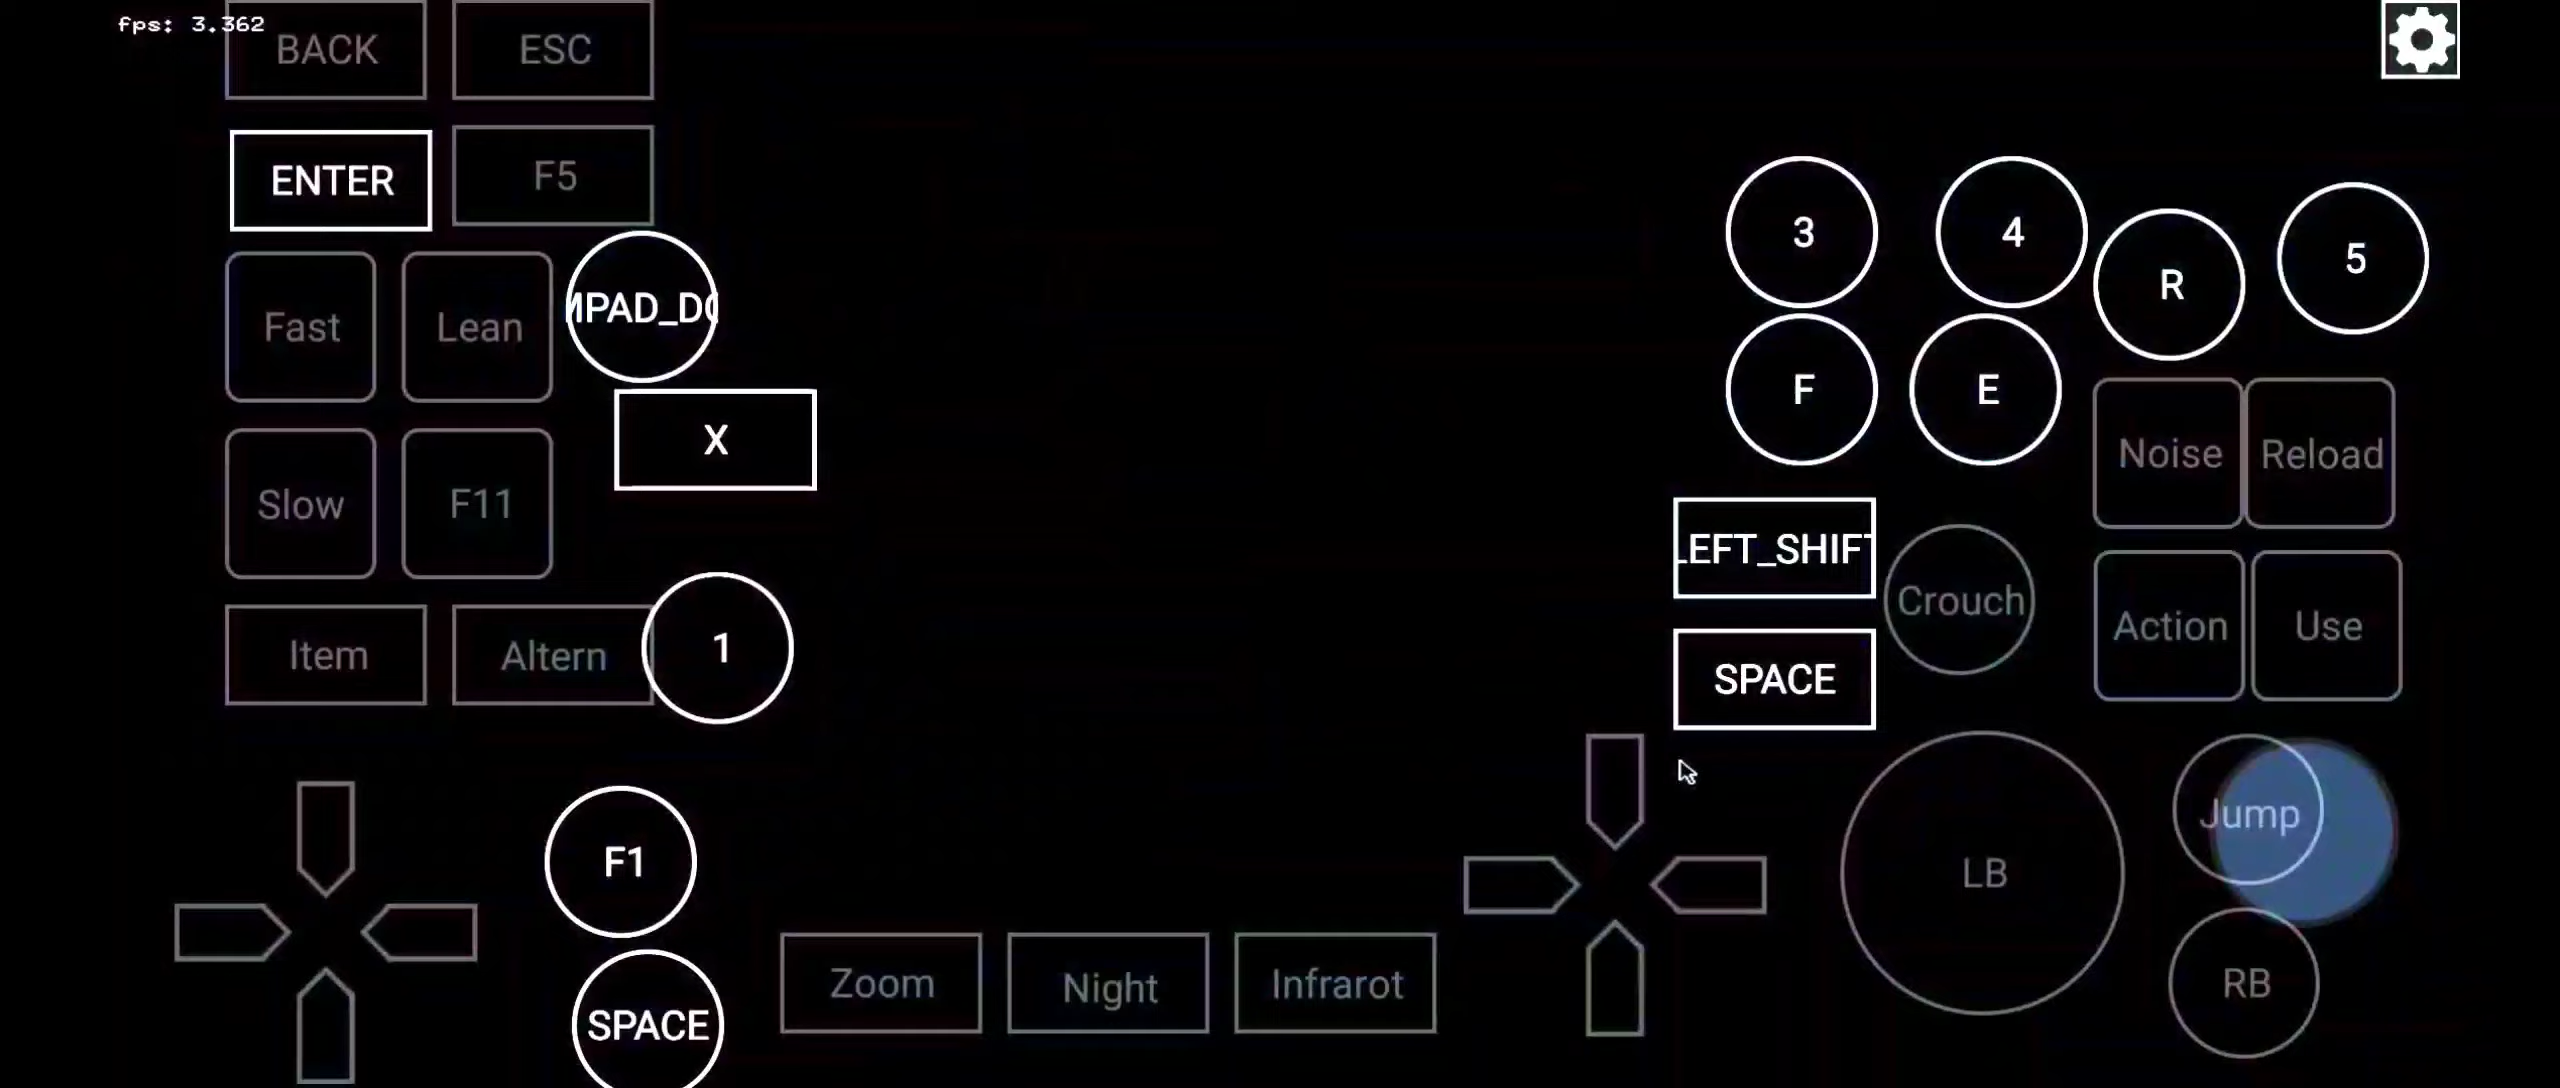 fps: 3.362
BACK
ESC
ENTER
F5
3
4
R
5
Fast
Lean
MPAD_DO
F
E
X
Noise
Reload
Slow
F11
LEFT_SHIFT
Crouch
Item
Altern
1
Action
Use
SPACE
Jump
F1
LB
Zoom
Night
Infrarot
RB
SPACE